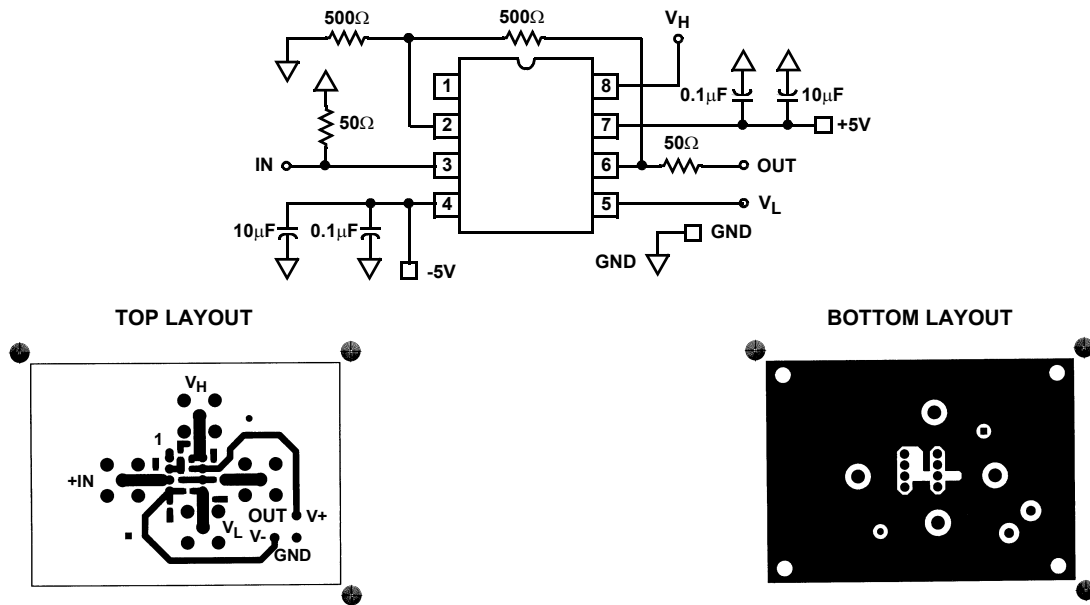 500Ω
500Ω
VH
1
8
0.1μF
10μF
50Ω
2
7
+5V
50Ω
IN
3
6
OUT
4
5
VL
10μF
0.1μF
GND
GND
-5V
TOP LAYOUT
BOTTOM LAYOUT
VH
1
+IN
OUT
V+
VL
V-
GND